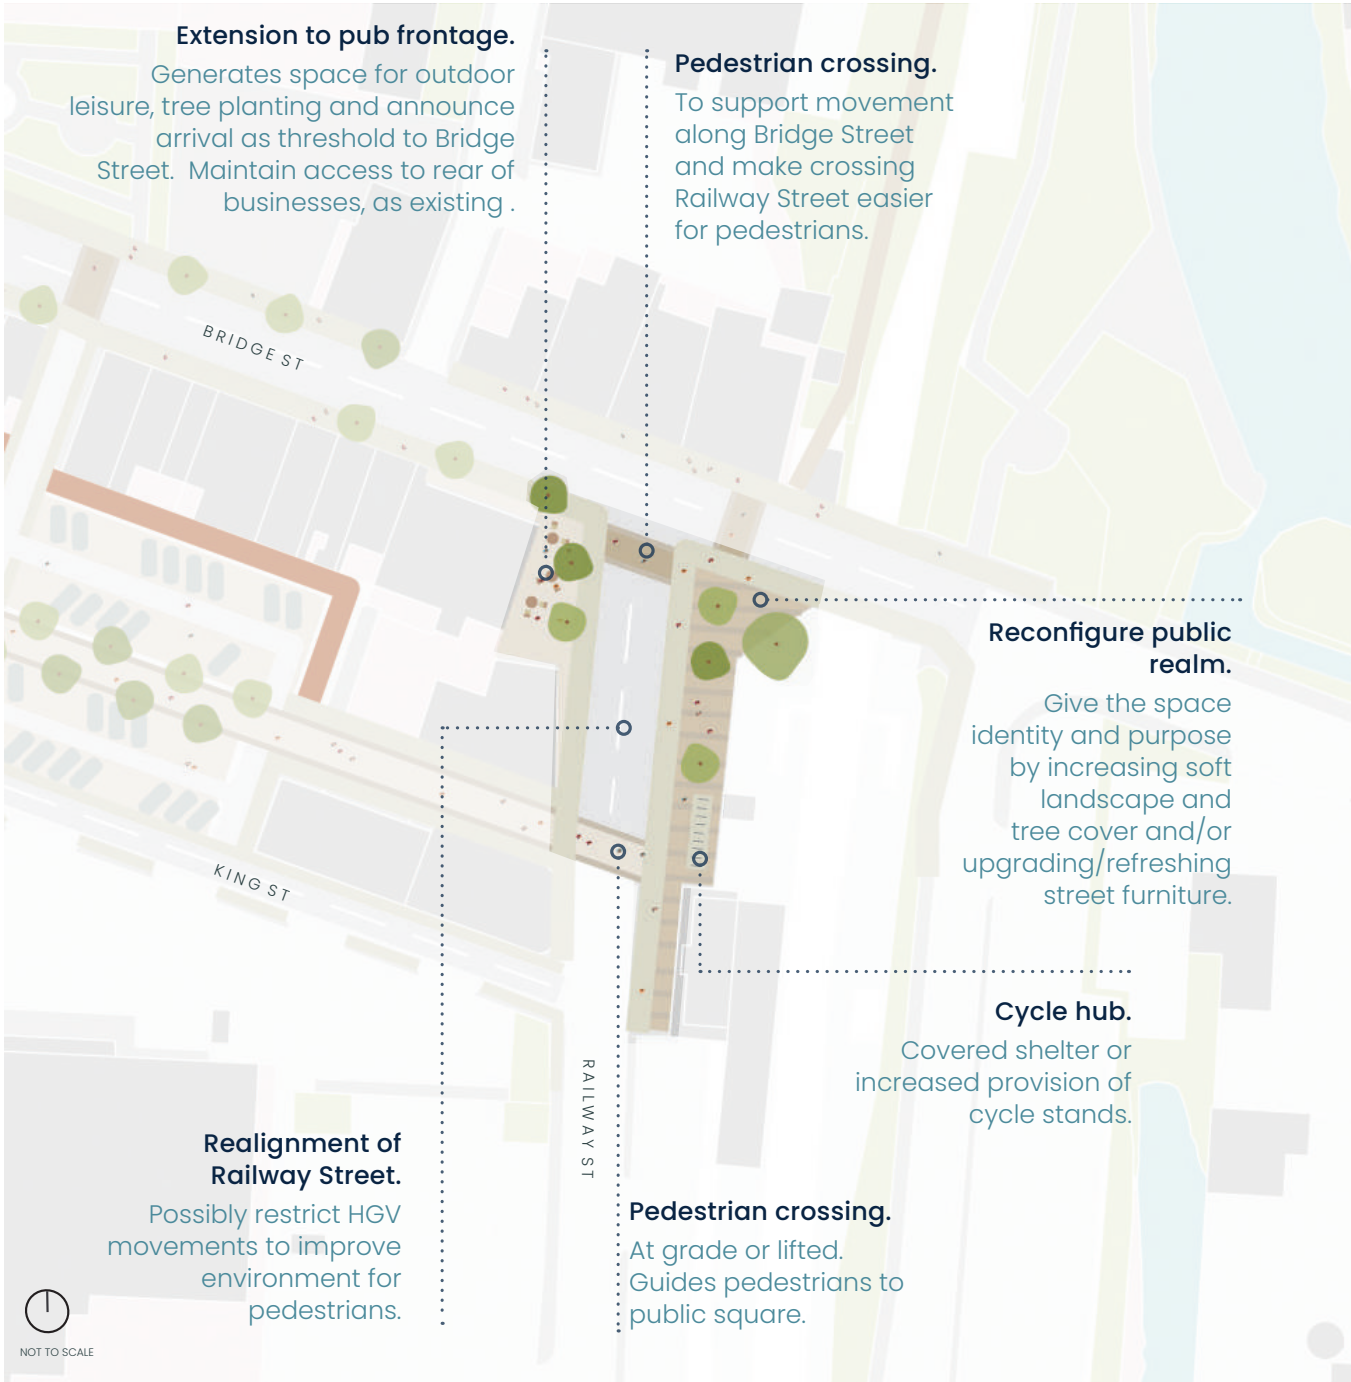 Extension to pub frontage.
Generates space for outdoor
leisure, tree planting and announce
arrival as threshold to Bridge
Street.  Maintain access to rear of
businesses, as existing .
Pedestrian crossing.
To support movement
along Bridge Street
and make crossing
Railway Street easier
for pedestrians.
BRIDGE ST
Reconfigure public
realm.
Give the space
identity and purpose
by increasing soft
landscape and
tree cover and/or
upgrading/refreshing
street furniture.
KING ST
Cycle hub.
Covered shelter or
increased provision of
cycle stands.
RAILWAY ST
Realignment of
Railway Street.
Possibly restrict HGV
movements to improve
environment for
pedestrians.
Pedestrian crossing.
At grade or lifted.
Guides pedestrians to
public square.
NOT TO SCALE